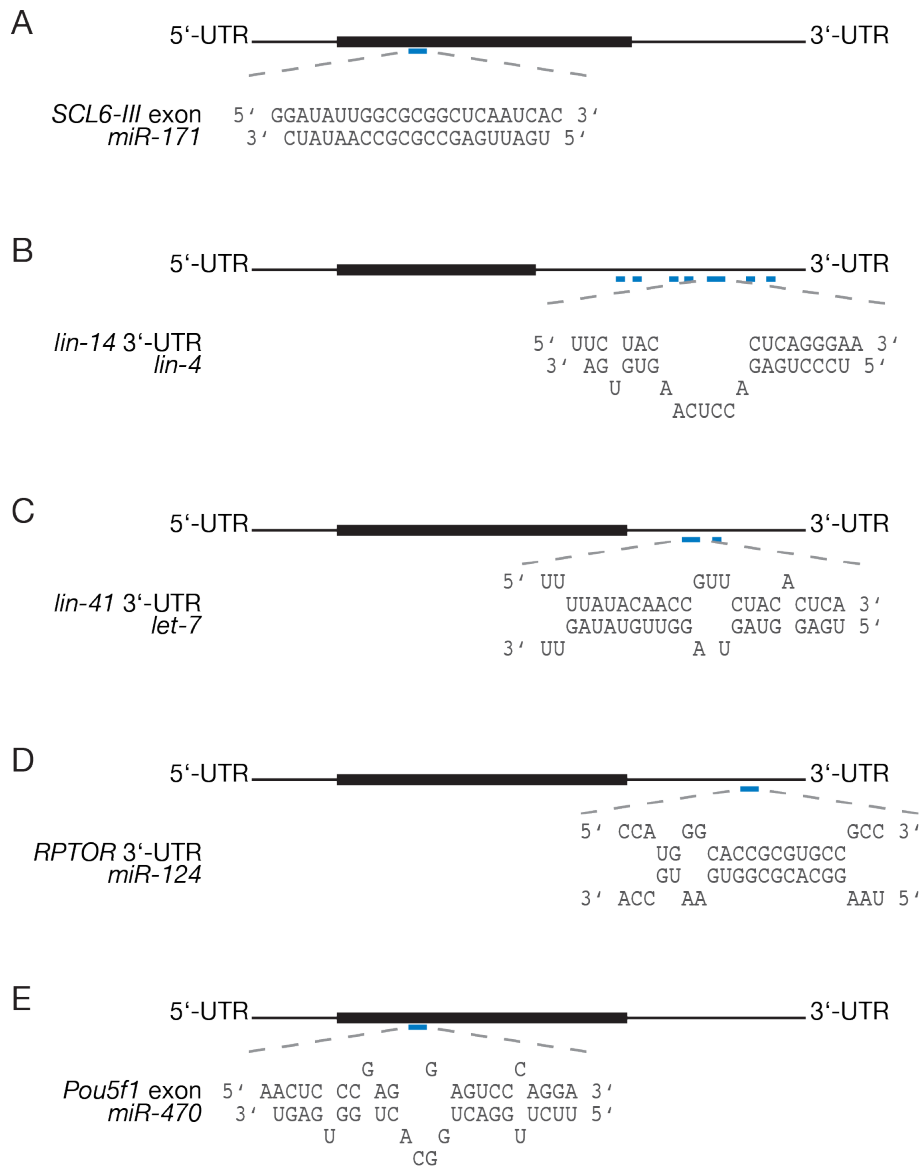 A
5‘-UTR 3‘-UTR
SCL6-III exon 5‘ GGAUAUUGGCGCGGCUCAAUCAC 3‘
miR-171 3‘ CUAUAACCGCGCCGAGUUAGU 5‘
B
5‘-UTR 3‘-UTR
lin-14 3‘-UTR 5‘ UUC UAC CUCAGGGAA 3‘
lin-4 3‘ AG GUG GAGUCCCU 5‘
U A A
ACUCC
C
5‘-UTR 3‘-UTR
5‘ UU GUU A
lin-41 3‘-UTR UUAUACAACC CUAC CUCA 3‘
let-7 GAUAUGUUGG GAUG GAGU 5‘
3‘ UU A U
D
5‘-UTR 3‘-UTR
5‘ CCA GG GCC 3‘
RPTOR 3‘-UTR UG CACCGCGUGCC
miR-124 GU GUGGCGCACGG
3‘ ACC AA AAU 5‘
E
5‘-UTR 3‘-UTR
G G C
Pou5f1 exon 5‘ AACUC CC AG AGUCC AGGA 3‘
miR-470 3‘ UGAG GG UC UCAGG UCUU 5‘
U A G U
CG